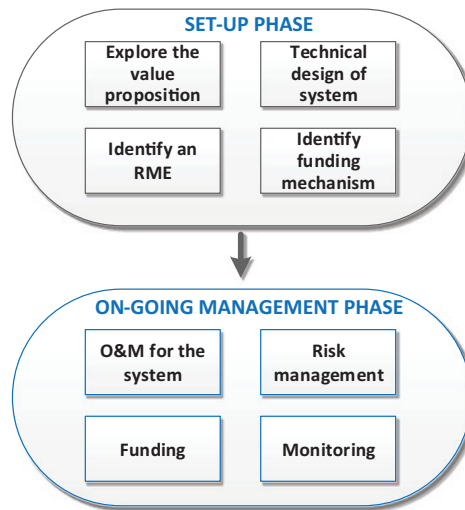 SET-UP PHASE
Explore the
value
proposition
Technical
design of
system
Identify an
RME
Identify
funding
mechanism
ON-GOING MANAGEMENT PHASE
O&M for the
system
Risk
management
Funding
Monitoring